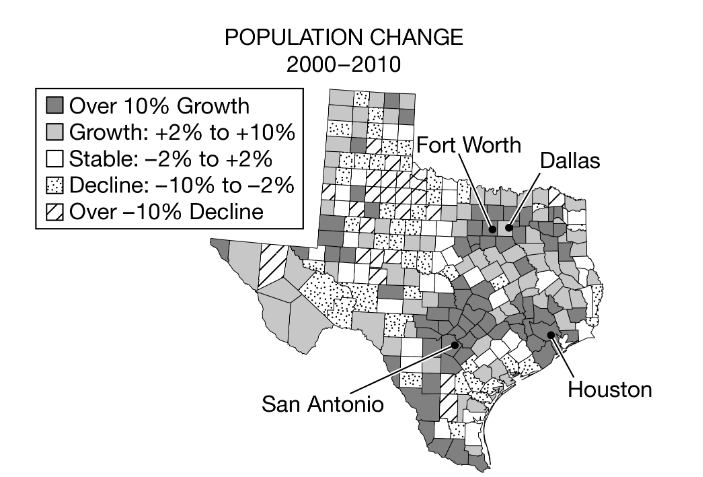 POPULATION CHANGE
2000–2010
Over 10% Growth
Growth: +2% to +10%
Stable: –2% to +2%
Decline: –10% to –2%
Over –10% Decline
Fort Worth
Dallas
San Antonio
Houston